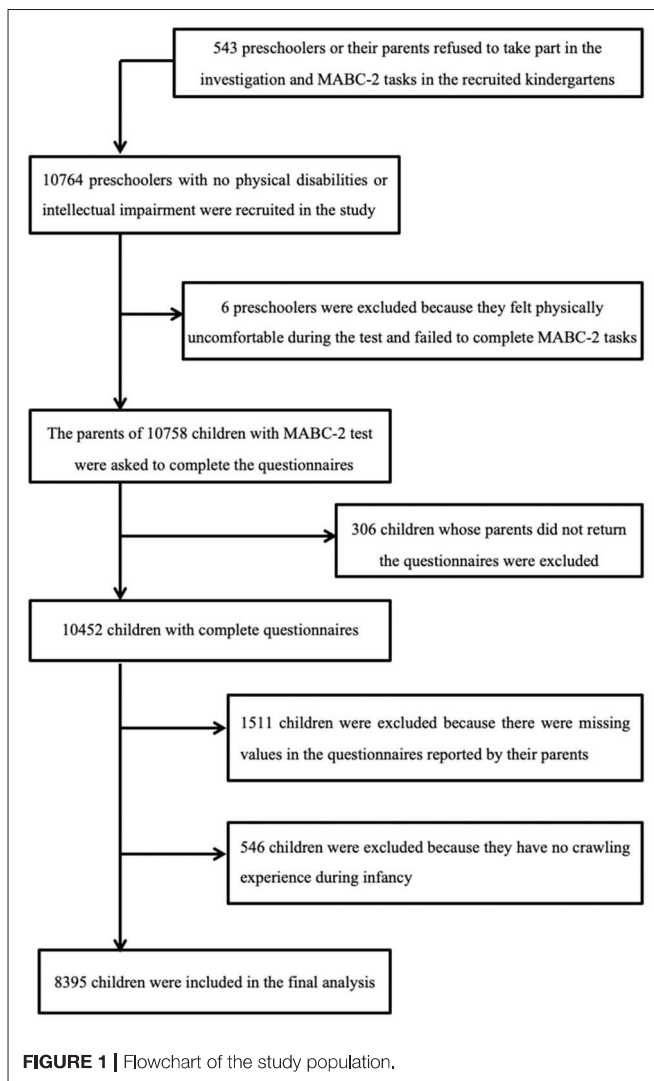 543 preschoolers or their parents refused to take part in the
investigation and MABC-2 tasks in the recruited kindergartens
10764 preschoolers with no physical disabilities or
intellectual impairment were recruited in the study
6 preschoolers were excluded because they felt physically
uncomfortable during the test and failed to complete MABC-2 tasks
The parents of 10758 children with MABC-2 test
were asked to complete the questionnaires
306 children whose parents did not return
the questionnaires were excluded
10452 children with complete questionnaires
1511 children were excluded because there were missing
values in the questionnaires reported by their parents
546 children were excluded because they have no crawling
experience during infancy
8395 children were included in the final analysis
FIGURE 1 | Flowchart of the study population.